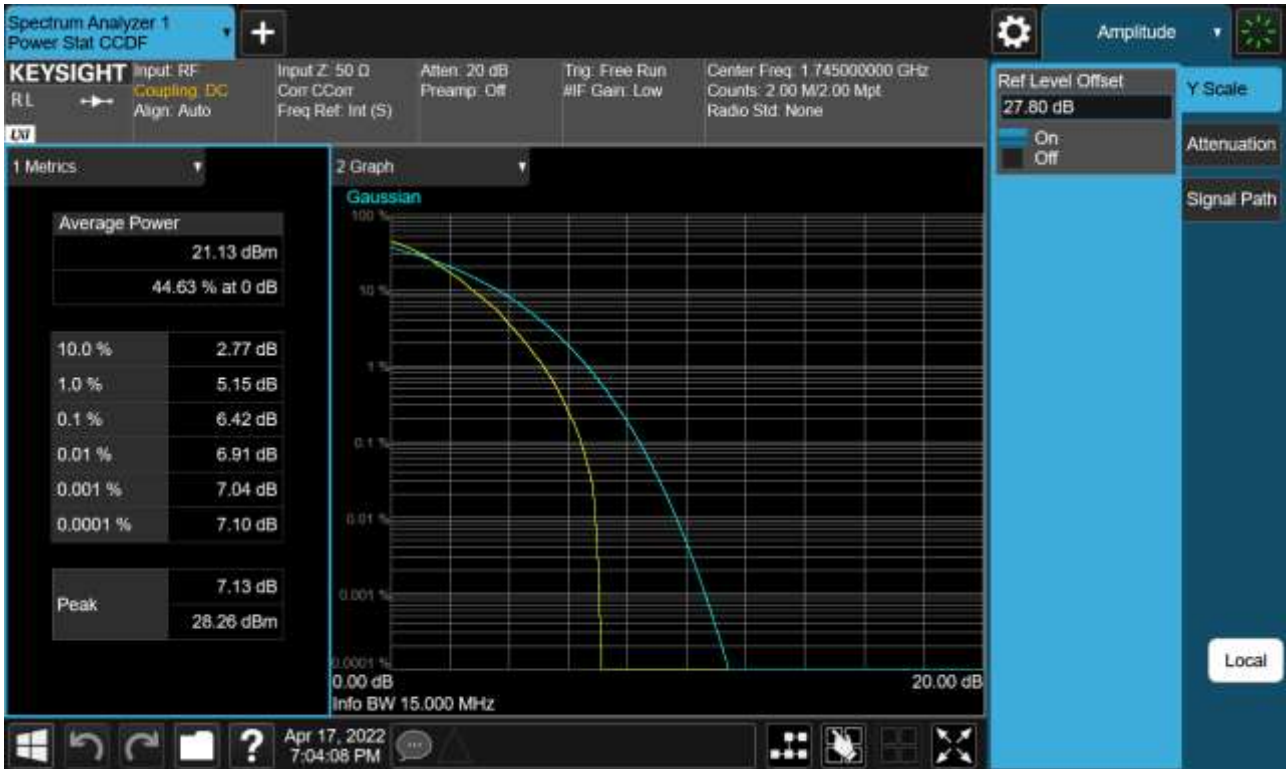 Spectrum Analyzer 1
Power Stat CCDF
+
Amplitude
KEYSIGHT
RL
LXI
Input: RF
Coupling: DC
Align: Auto
Input Z: 50 Ω
Corr CCorr
Freq Ref: Int (S)
Atten: 20 dB
Preamp: Off
Trig: Free Run
#IF Gain: Low
Center Freq: 1.745000000 GHz
Counts: 2.00 M/2.00 Mpt
Radio Std: None
Ref Level Offset
27.80 dB
On
Off
Y Scale
Attenuation
Signal Path
Local
1 Metrics
Average Power
21.13 dBm
44.63 % at 0 dB
10.0 % 2.77 dB
1.0 % 5.15 dB
0.1 % 6.42 dB
0.01 % 6.91 dB
0.001 % 7.04 dB
0.0001 % 7.10 dB
Peak
7.13 dB
28.26 dBm
2 Graph
Gaussian
100 %
10 %
1 %
0.1 %
0.01 %
0.001 %
0.0001 %
0.00 dB 20.00 dB
Info BW 15.000 MHz
?
Apr 17, 2022
7:04:08 PM